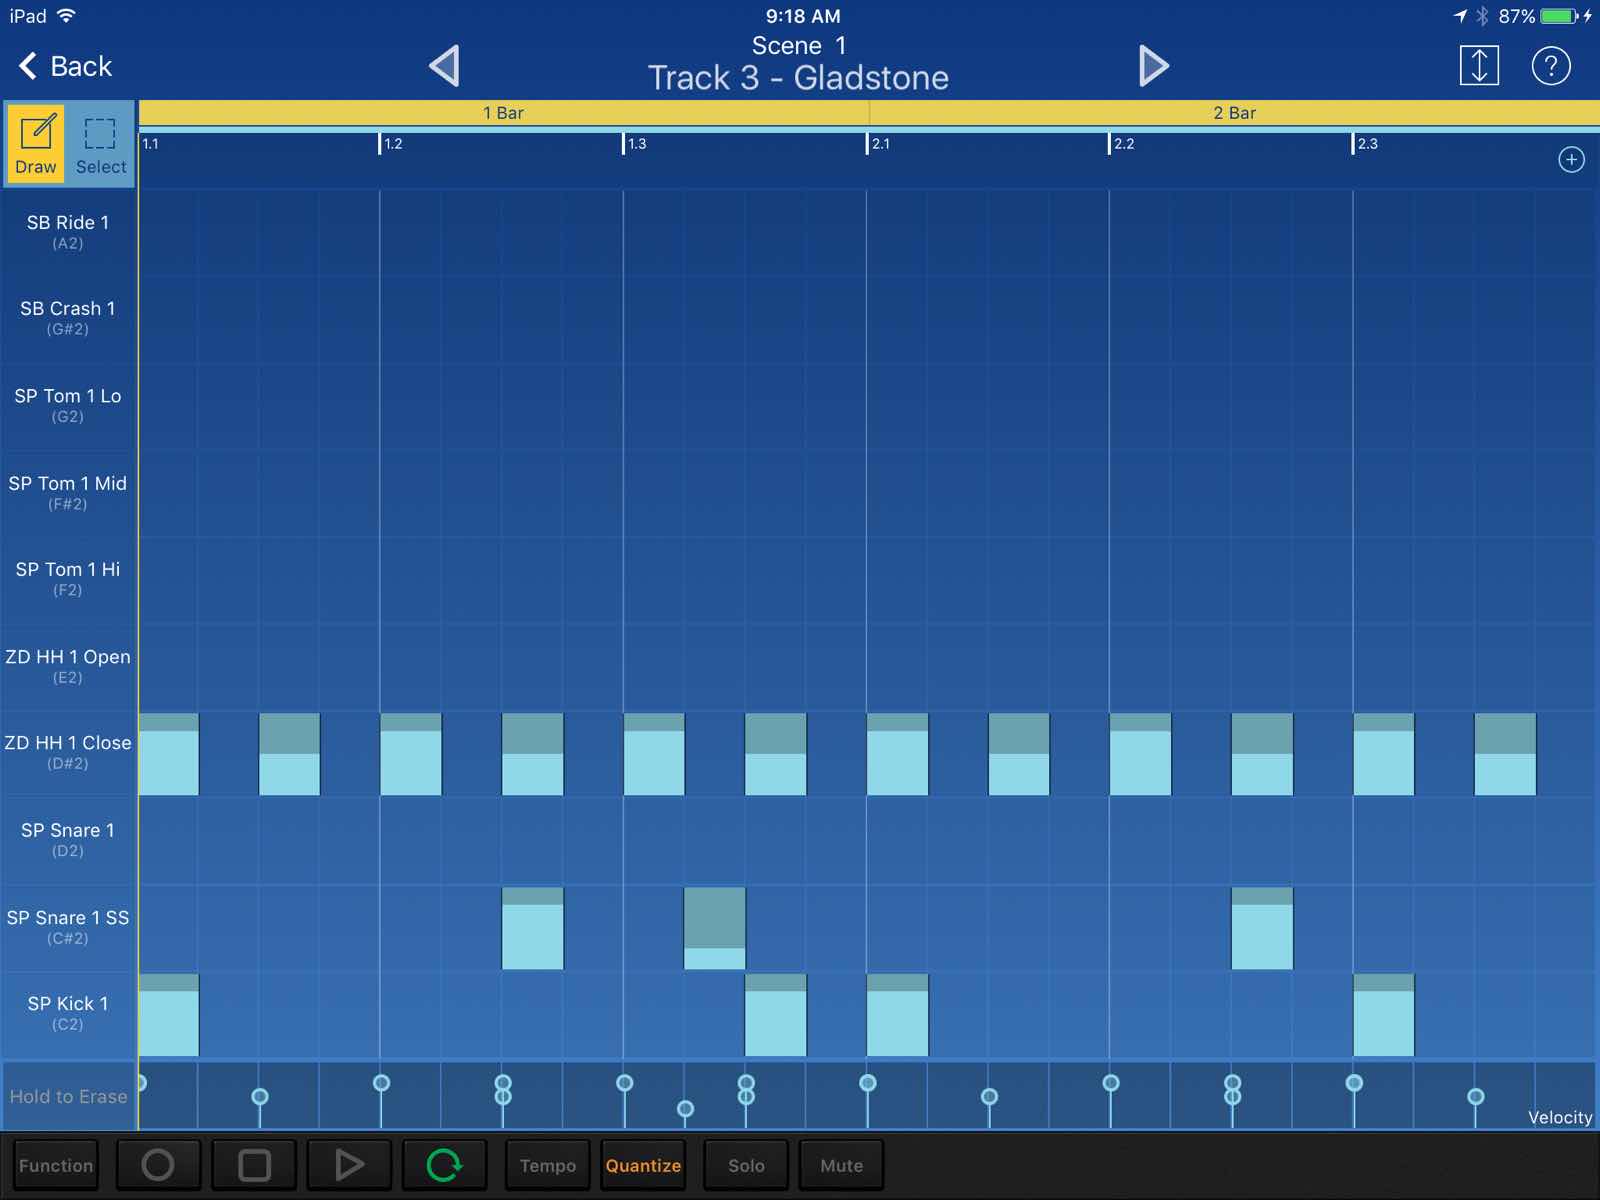 iPad
9:18 AM
87%
Back
Scene 1
Track 3 - Gladstone
?
Draw
Select
1 Bar
2 Bar
1.1
1.2
1.3
2.1
2.2
2.3
SB Ride 1
(A2)
SB Crash 1
(G#2)
SP Tom 1 Lo
(G2)
SP Tom 1 Mid
(F#2)
SP Tom 1 Hi
(F2)
ZD HH 1 Open
(E2)
ZD HH 1 Close
(D#2)
SP Snare 1
(D2)
SP Snare 1 SS
(C#2)
SP Kick 1
(C2)
Hold to Erase
Velocity
Function
Tempo
Quantize
Solo
Mute